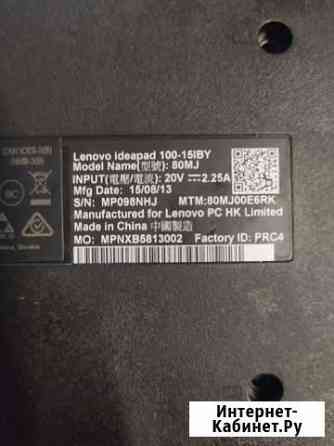 Lenovo ideapad 100-15IBY
Model Name(型號): 80MJ
INPUT(電壓/電流): 20V ⎓ 2.25A
Mfg Date: 15/08/13
S/N: MP098NHJ MTM:80MJ00E6RK
Manufactured for Lenovo PC HK Limited
Made in China 中國製造
MO: MPNXB5813002 Factory ID: PRC4
Интернет-
Кабинет.Ру